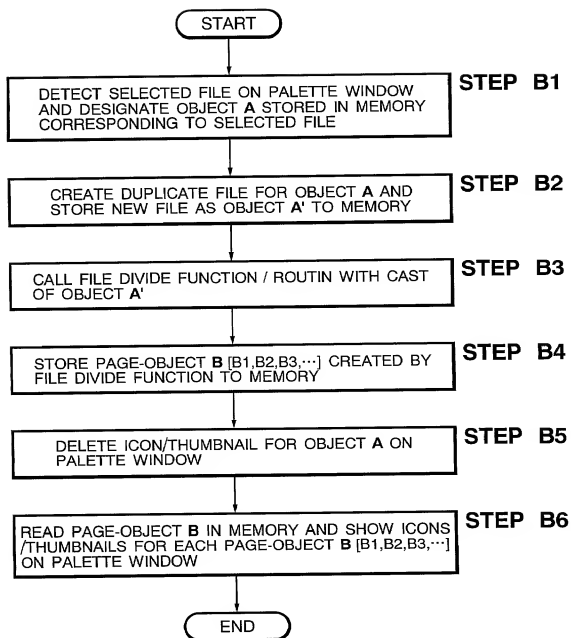 START
DETECT SELECTED FILE ON PALETTE WINDOW
AND DESIGNATE OBJECT A STORED IN MEMORY
CORRESPONDING TO SELECTED FILE
STEP B1
CREATE DUPLICATE FILE FOR OBJECT A AND
STORE NEW FILE AS OBJECT A' TO MEMORY
STEP B2
CALL FILE DIVIDE FUNCTION / ROUTIN WITH CAST
OF OBJECT A'
STEP B3
STORE PAGE-OBJECT B [B1,B2,B3,···] CREATED BY
FILE DIVIDE FUNCTION TO MEMORY
STEP B4
DELETE ICON/THUMBNAIL FOR OBJECT A ON
PALETTE WINDOW
STEP B5
READ PAGE-OBJECT B IN MEMORY AND SHOW ICONS
/THUMBNAILS FOR EACH PAGE-OBJECT B [B1,B2,B3,···]
ON PALETTE WINDOW
STEP B6
END